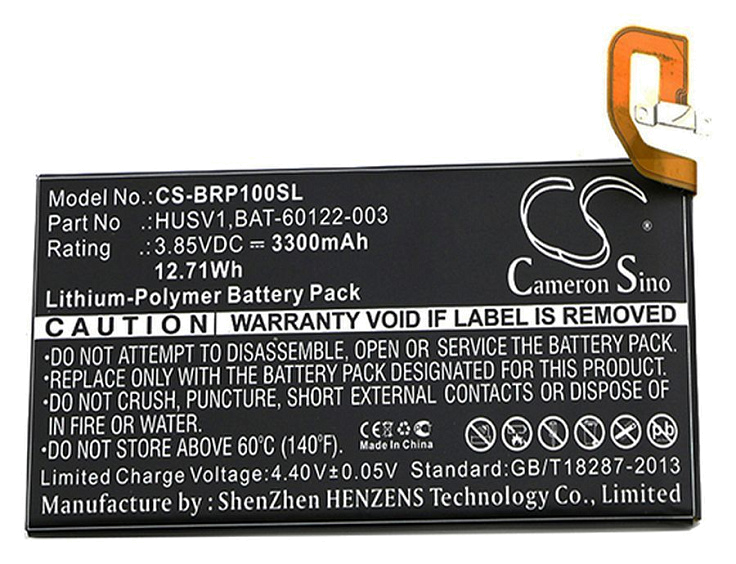 Model No.: CS-BRP100SL
Part No .: HUSV1,BAT-60122-003
Rating : 3.85VDC ⎓ 3300mAh
12.71Wh
Lithium-Polymer Battery Pack
CS
Cameron Sino
CAUTION WARRANTY VOID IF LABEL IS REMOVED
•DO NOT ATTEMPT TO DISASSEMBLE, OPEN OR SERVICE THE BATTERY PACK.
•REPLACE ONLY WITH THE BATTERY PACK DESIGNATED FOR THIS PRODUCT.
•DO NOT CRUSH, PUNCTURE, SHORT EXTERNAL CONTACTS OR DISPOSE OF
IN FIRE OR WATER.
•DO NOT STORE ABOVE 60°C (140°F).
CE
Made In China
Pb
Limited Charge Voltage: 4.40V±0.05V Standard: GB/T18287-2013
Manufacture by: ShenZhen HENZENS Technology Co., Limited